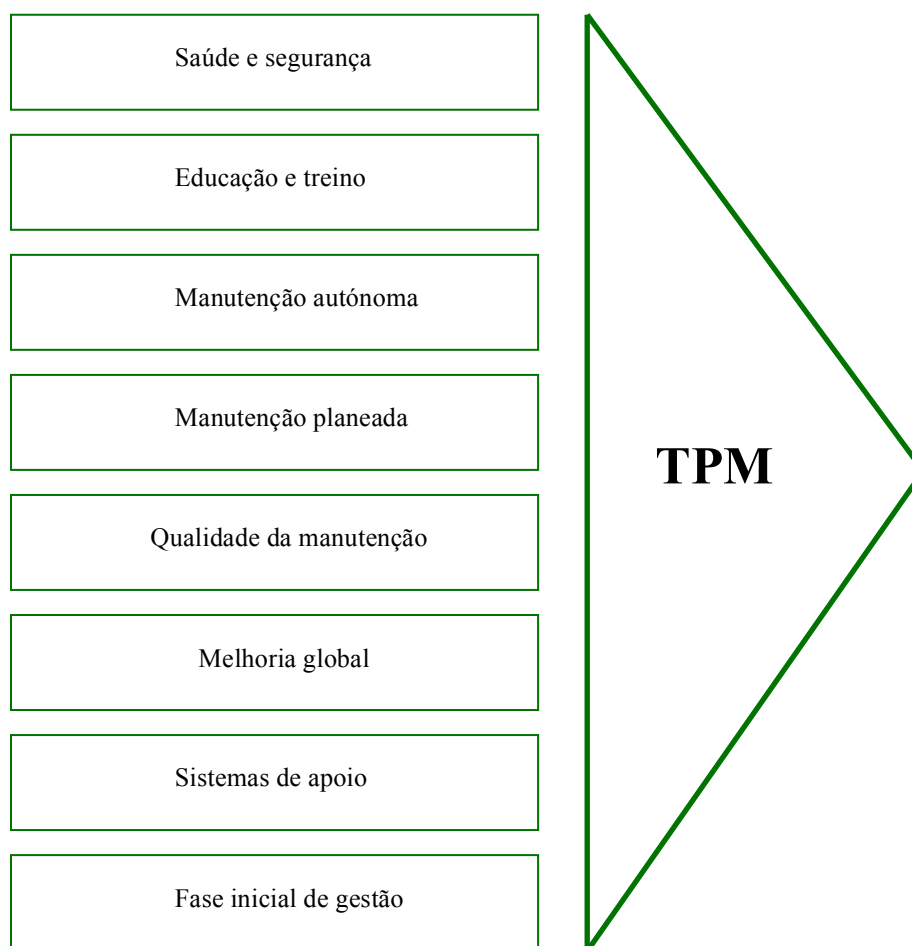 Saúde e segurança
Educação e treino
Manutenção autónoma
Manutenção planeada
TPM
Qualidade da manutenção
Melhoria global
Sistemas de apoio
Fase inicial de gestão